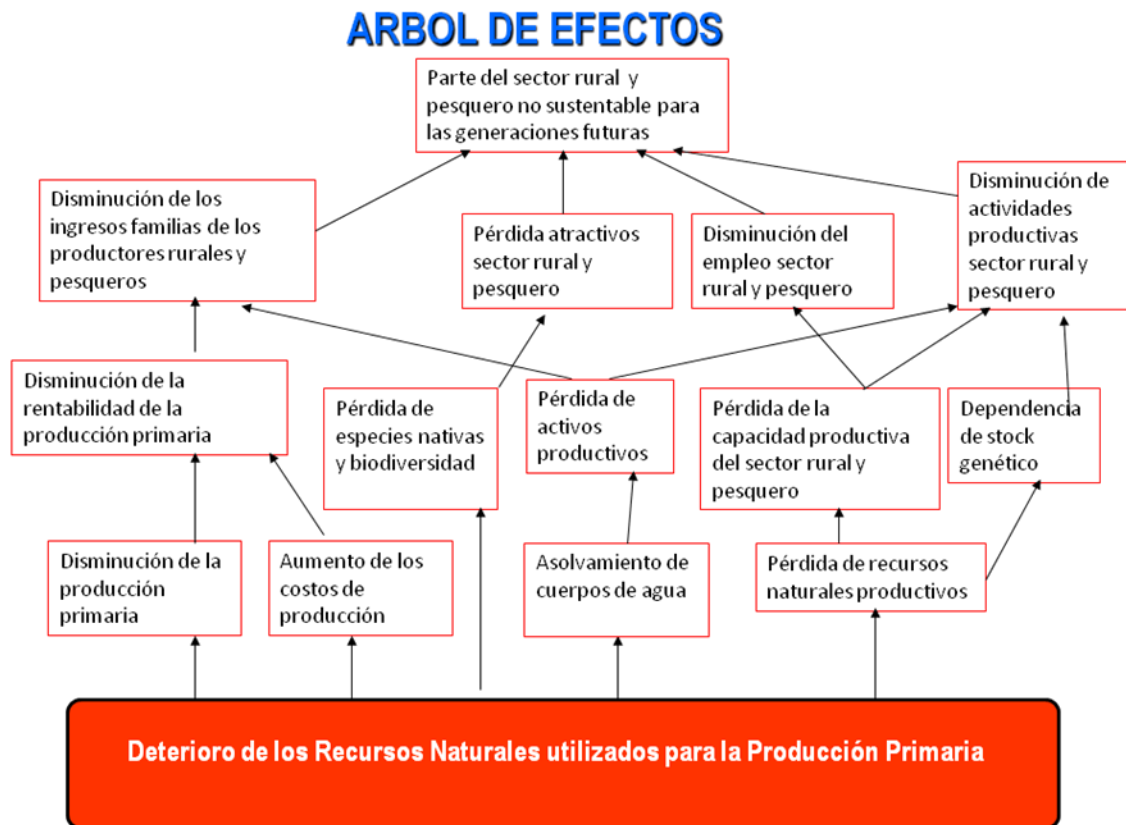 ARBOL DE EFECTOS
Parte del sector rural y
pesquero no sustentable para
las generaciones futuras
Disminución de los
ingresos familias de los
productores rurales y
pesqueros
Pérdida atractivos
sector rural y
pesquero
Disminución del
empleo sector
rural y pesquero
Disminución de
actividades
productivas
sector rural y
pesquero
Disminución de la
rentabilidad de la
producción primaria
Pérdida de
especies nativas
y biodiversidad
Pérdida de
activos
productivos
Pérdida de la
capacidad productiva
del sector rural y
pesquero
Dependencia
de stock
genético
Disminución de la
producción
primaria
Aumento de los
costos de
producción
Asolvamiento de
cuerpos de agua
Pérdida de recursos
naturales productivos
Deterioro de los Recursos Naturales utilizados para la Producción Primaria